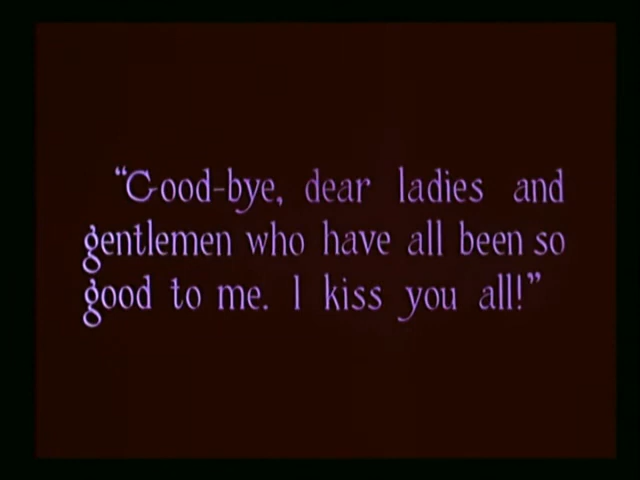 “Good-bye, dear ladies and
gentlemen who have all been so
good to me. I kiss you all!”